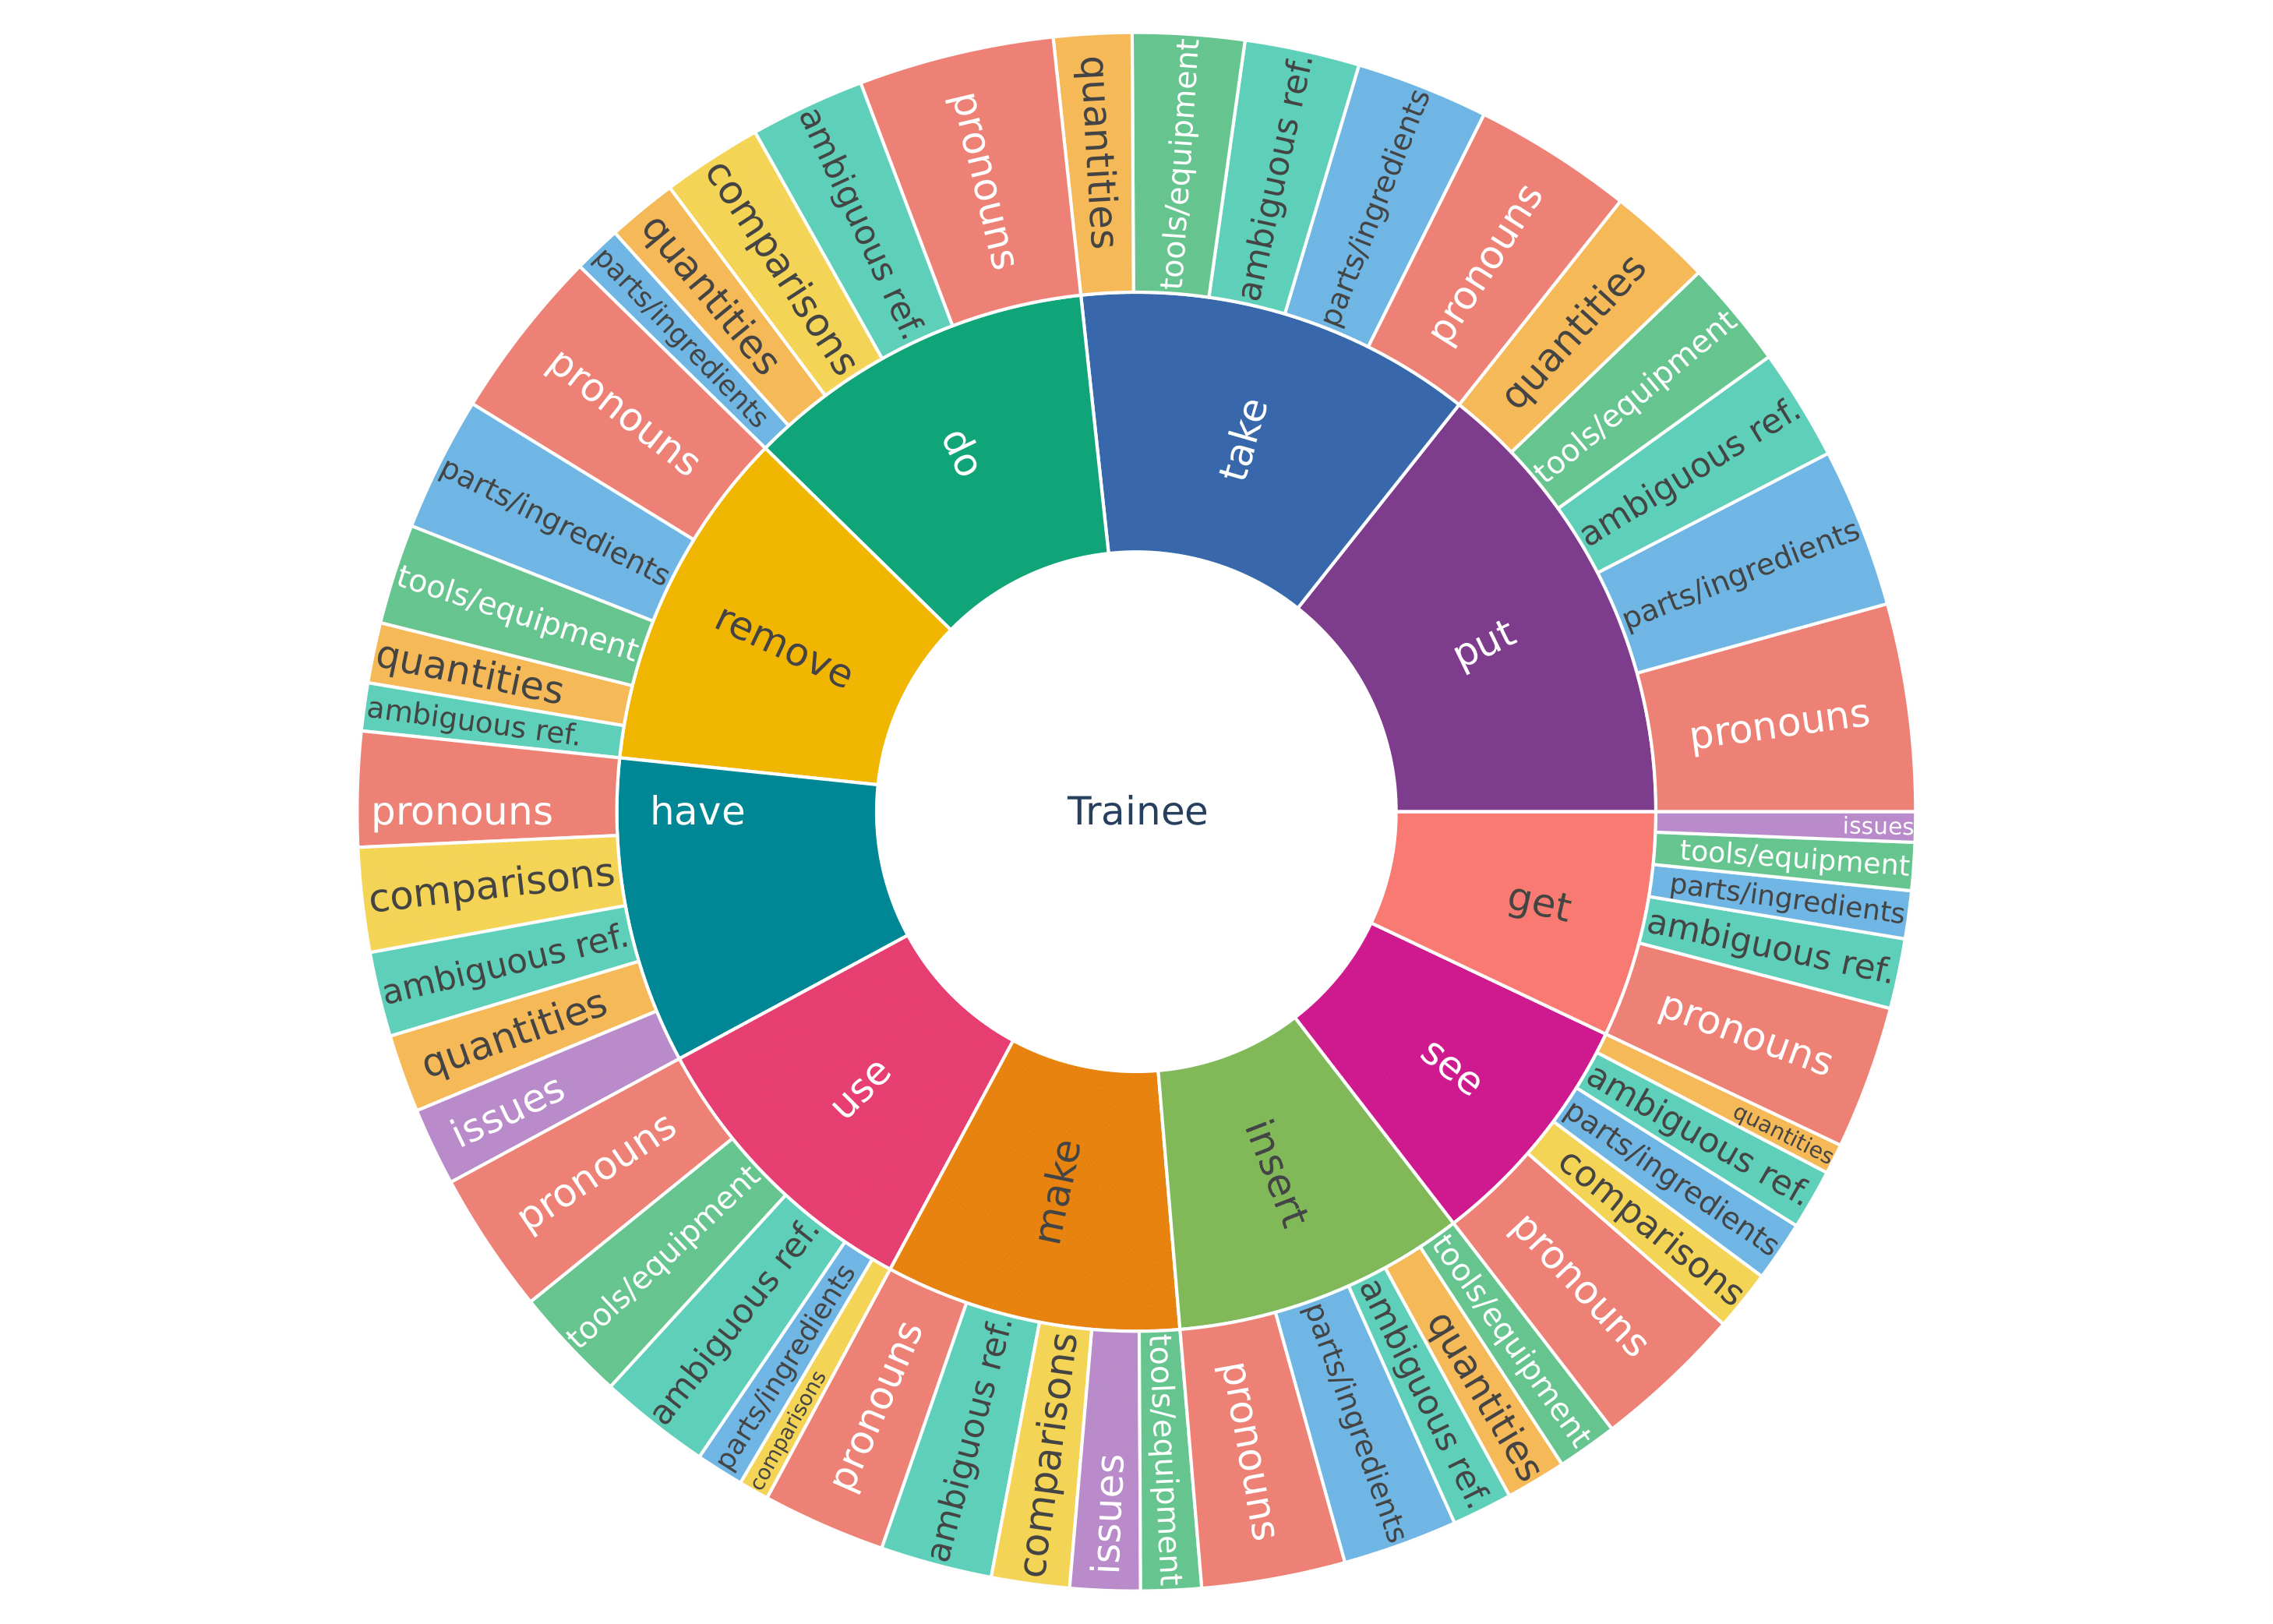 Trainee
put
pronouns
parts/ingredients
ambiguous ref.
tools/equipment
quantities
take
pronouns
parts/ingredients
ambiguous ref.
tools/equipment
quantities
do
pronouns
ambiguous ref.
comparisons
quantities
parts/ingredients
remove
pronouns
parts/ingredients
tools/equipment
quantities
ambiguous ref.
have
pronouns
comparisons
ambiguous ref.
quantities
issues
use
pronouns
tools/equipment
ambiguous ref.
parts/ingredients
comparisons
make
pronouns
ambiguous ref.
comparisons
issues
tools/equipment
insert
pronouns
parts/ingredients
ambiguous ref.
quantities
tools/equipment
see
pronouns
comparisons
parts/ingredients
ambiguous ref.
quantities
get
pronouns
ambiguous ref.
parts/ingredients
tools/equipment
issues